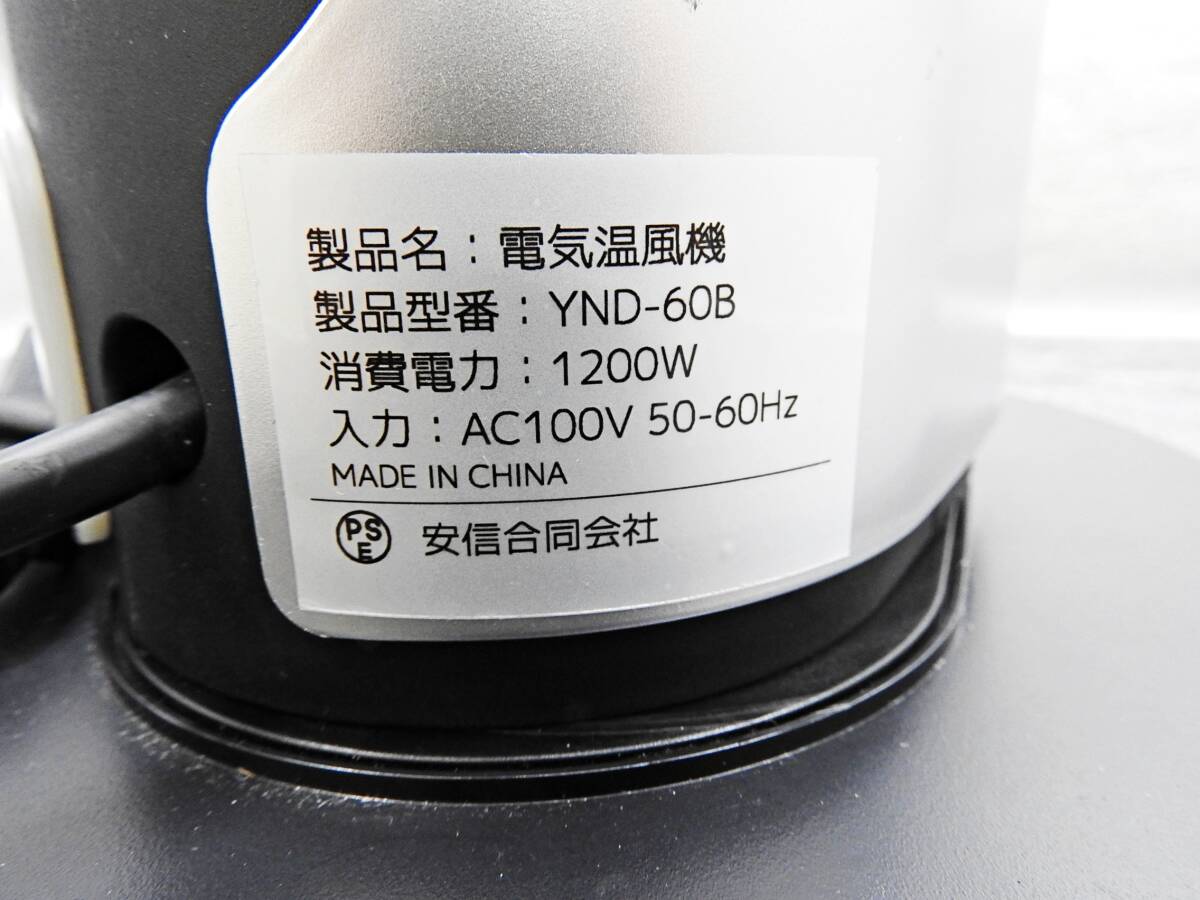 製品名：電気温風機
製品型番：YND-60B
消費電力：1200W
入力：AC100V 50-60Hz
MADE IN CHINA
PSE 安信合同会社